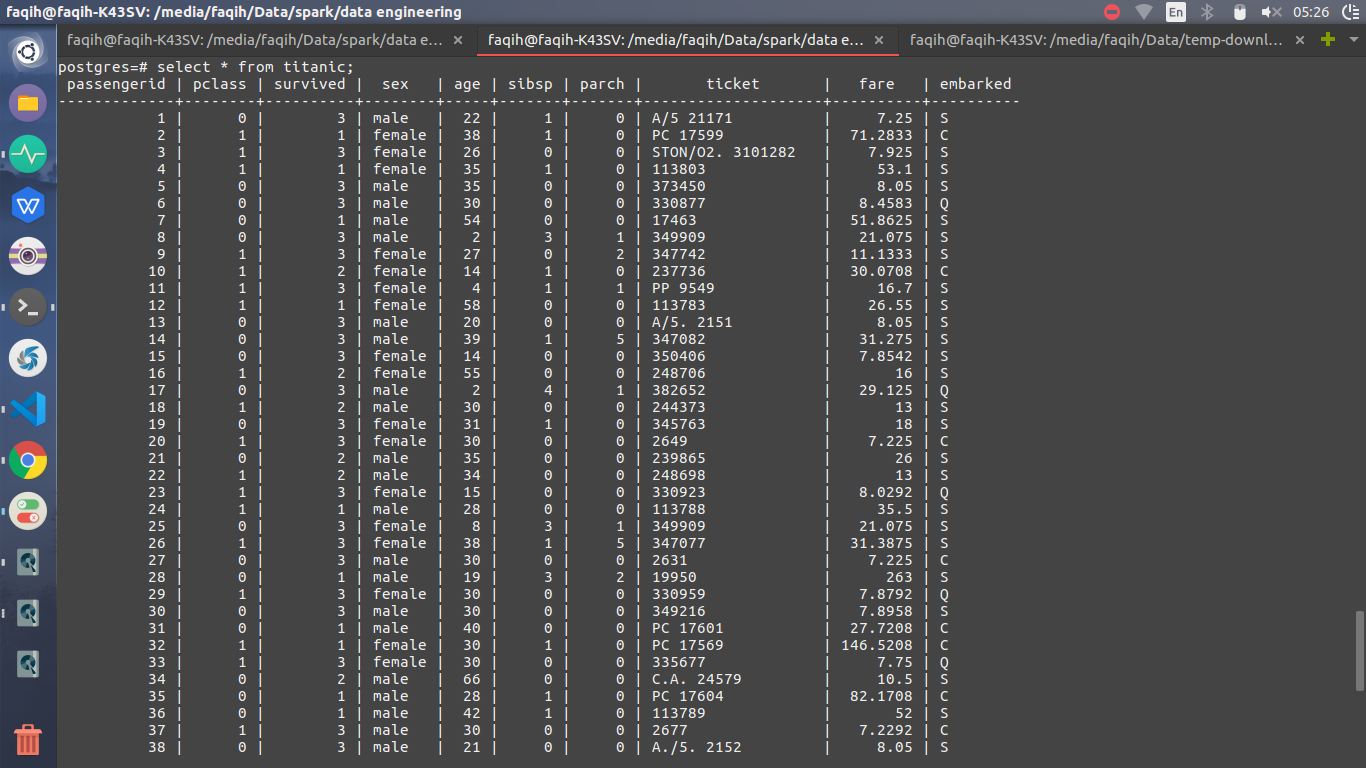 faqih@faqih-K43SV: /media/faqih/Data/spark/data engineering
En
05:26
faqih@faqih-K43SV: /media/faqih/Data/spark/data e...
faqih@faqih-K43SV: /media/faqih/Data/spark/data e...
faqih@faqih-K43SV: /media/faqih/Data/temp-downl...
postgres=# select * from titanic;
passengerid | pclass | survived | sex | age | sibsp | parch | ticket | fare | embarked
-------------+--------+----------+--------+-----+-------+-------+--------------------+----------+----------
1 | 0 | 3 | male | 22 | 1 | 0 | A/5 21171 | 7.25 | S
2 | 1 | 1 | female | 38 | 1 | 0 | PC 17599 | 71.2833 | C
3 | 1 | 3 | female | 26 | 0 | 0 | STON/O2. 3101282 | 7.925 | S
4 | 1 | 1 | female | 35 | 1 | 0 | 113803 | 53.1 | S
5 | 0 | 3 | male | 35 | 0 | 0 | 373450 | 8.05 | S
6 | 0 | 3 | male | 30 | 0 | 0 | 330877 | 8.4583 | Q
7 | 0 | 1 | male | 54 | 0 | 0 | 17463 | 51.8625 | S
8 | 0 | 3 | male | 2 | 3 | 1 | 349909 | 21.075 | S
9 | 1 | 3 | female | 27 | 0 | 2 | 347742 | 11.1333 | S
10 | 1 | 2 | female | 14 | 1 | 0 | 237736 | 30.0708 | C
11 | 1 | 3 | female | 4 | 1 | 1 | PP 9549 | 16.7 | S
12 | 1 | 1 | female | 58 | 0 | 0 | 113783 | 26.55 | S
13 | 0 | 3 | male | 20 | 0 | 0 | A/5. 2151 | 8.05 | S
14 | 0 | 3 | male | 39 | 1 | 5 | 347082 | 31.275 | S
15 | 0 | 3 | female | 14 | 0 | 0 | 350406 | 7.8542 | S
16 | 1 | 2 | female | 55 | 0 | 0 | 248706 | 16 | S
17 | 0 | 3 | male | 2 | 4 | 1 | 382652 | 29.125 | Q
18 | 1 | 2 | male | 30 | 0 | 0 | 244373 | 13 | S
19 | 0 | 3 | female | 31 | 1 | 0 | 345763 | 18 | S
20 | 1 | 3 | female | 30 | 0 | 0 | 2649 | 7.225 | C
21 | 0 | 2 | male | 35 | 0 | 0 | 239865 | 26 | S
22 | 1 | 2 | male | 34 | 0 | 0 | 248698 | 13 | S
23 | 1 | 3 | female | 15 | 0 | 0 | 330923 | 8.0292 | Q
24 | 1 | 1 | male | 28 | 0 | 0 | 113788 | 35.5 | S
25 | 0 | 3 | female | 8 | 3 | 1 | 349909 | 21.075 | S
26 | 1 | 3 | female | 38 | 1 | 5 | 347077 | 31.3875 | S
27 | 0 | 3 | male | 30 | 0 | 0 | 2631 | 7.225 | C
28 | 0 | 1 | male | 19 | 3 | 2 | 19950 | 263 | S
29 | 1 | 3 | female | 30 | 0 | 0 | 330959 | 7.8792 | Q
30 | 0 | 3 | male | 30 | 0 | 0 | 349216 | 7.8958 | S
31 | 0 | 1 | male | 40 | 0 | 0 | PC 17601 | 27.7208 | C
32 | 1 | 1 | female | 30 | 1 | 0 | PC 17569 | 146.5208 | C
33 | 1 | 3 | female | 30 | 0 | 0 | 335677 | 7.75 | Q
34 | 0 | 2 | male | 66 | 0 | 0 | C.A. 24579 | 10.5 | S
35 | 0 | 1 | male | 28 | 1 | 0 | PC 17604 | 82.1708 | C
36 | 0 | 1 | male | 42 | 1 | 0 | 113789 | 52 | S
37 | 1 | 3 | male | 30 | 0 | 0 | 2677 | 7.2292 | C
38 | 0 | 3 | male | 21 | 0 | 0 | A./5. 2152 | 8.05 | S